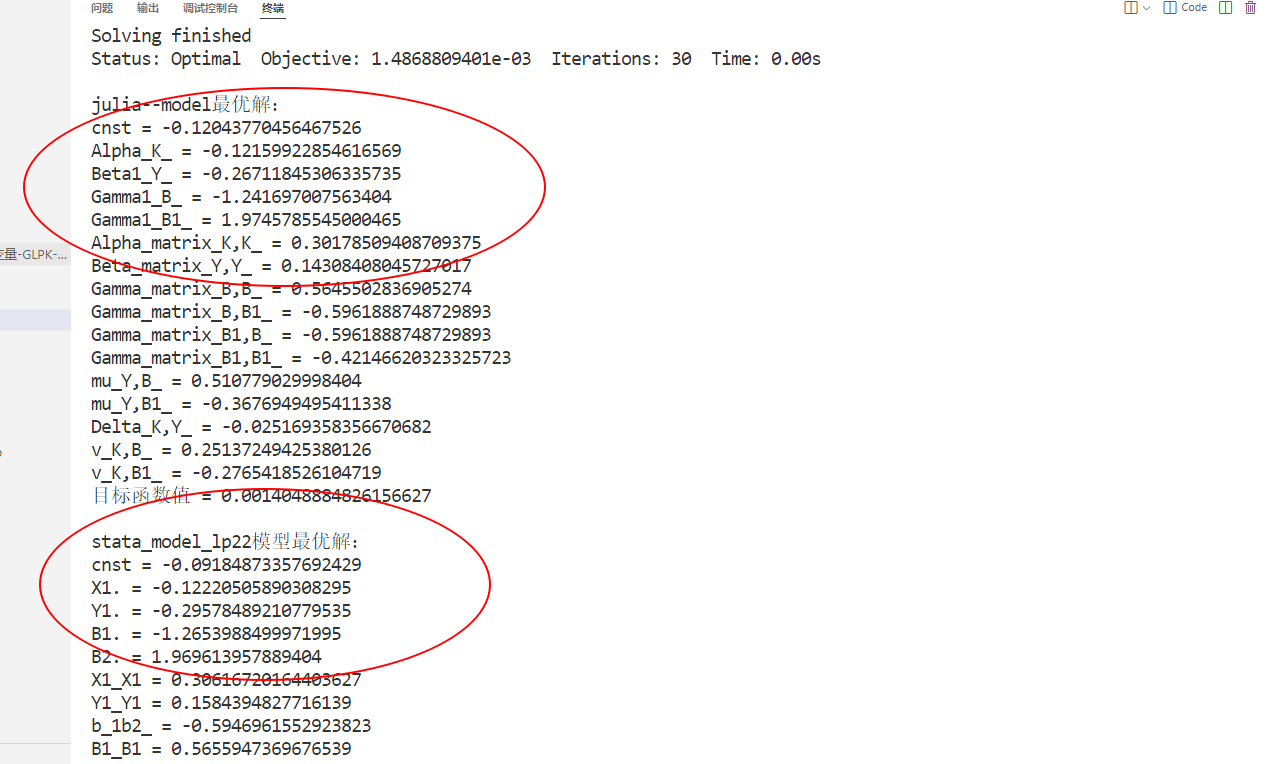 问题 输出 调试控制台 终端 Code
Solving finished
Status: Optimal Objective: 1.4868809401e-03 Iterations: 30 Time: 0.00s
julia--model最优解：
cnst = -0.12043770456467526
Alpha_K_ = -0.12159922854616569
Beta1_Y_ = -0.26711845306335735
Gamma1_B_ = -1.241697007563404
Gamma1_B1_ = 1.9745785545000465
Alpha_matrix_K,K_ = 0.30178509408709375
变量-GLPK-...
Beta_matrix_Y,Y_ = 0.14308408045727017
Gamma_matrix_B,B_ = 0.5645502836905274
Gamma_matrix_B,B1_ = -0.5961888748729893
Gamma_matrix_B1,B_ = -0.5961888748729893
Gamma_matrix_B1,B1_ = -0.42146620323325723
mu_Y,B_ = 0.510779029998404
mu_Y,B1_ = -0.3676949495411338
Delta_K,Y_ = -0.025169358356670682
v_K,B_ = 0.25137249425380126
v_K,B1_ = -0.2765418526104719
目标函数值 = 0.0014048884826156627
stata_model_lp22模型最优解：
cnst = -0.09184873357692429
X1. = -0.12220505890308295
Y1. = -0.29578489210779535
B1. = -1.2653988499971995
B2. = 1.969613957889404
X1_X1 = 0.30616720164403627
Y1_Y1 = 0.1584394827716139
b_1b2_ = -0.5946961552923823
B1_B1 = 0.5655947369676539